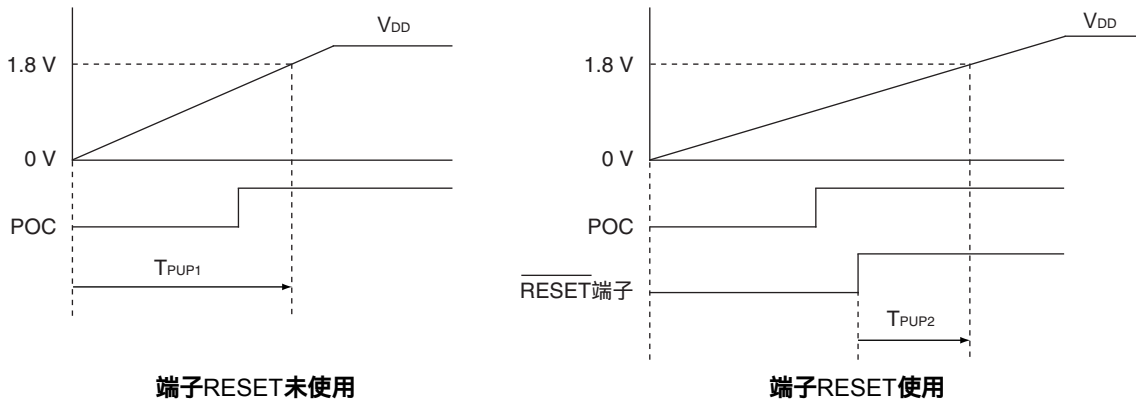 VDD
1.8 V
0 V
POC
TPUP1
端子RESET未使用
VDD
1.8 V
0 V
POC
RESET端子
TPUP2
端子RESET使用